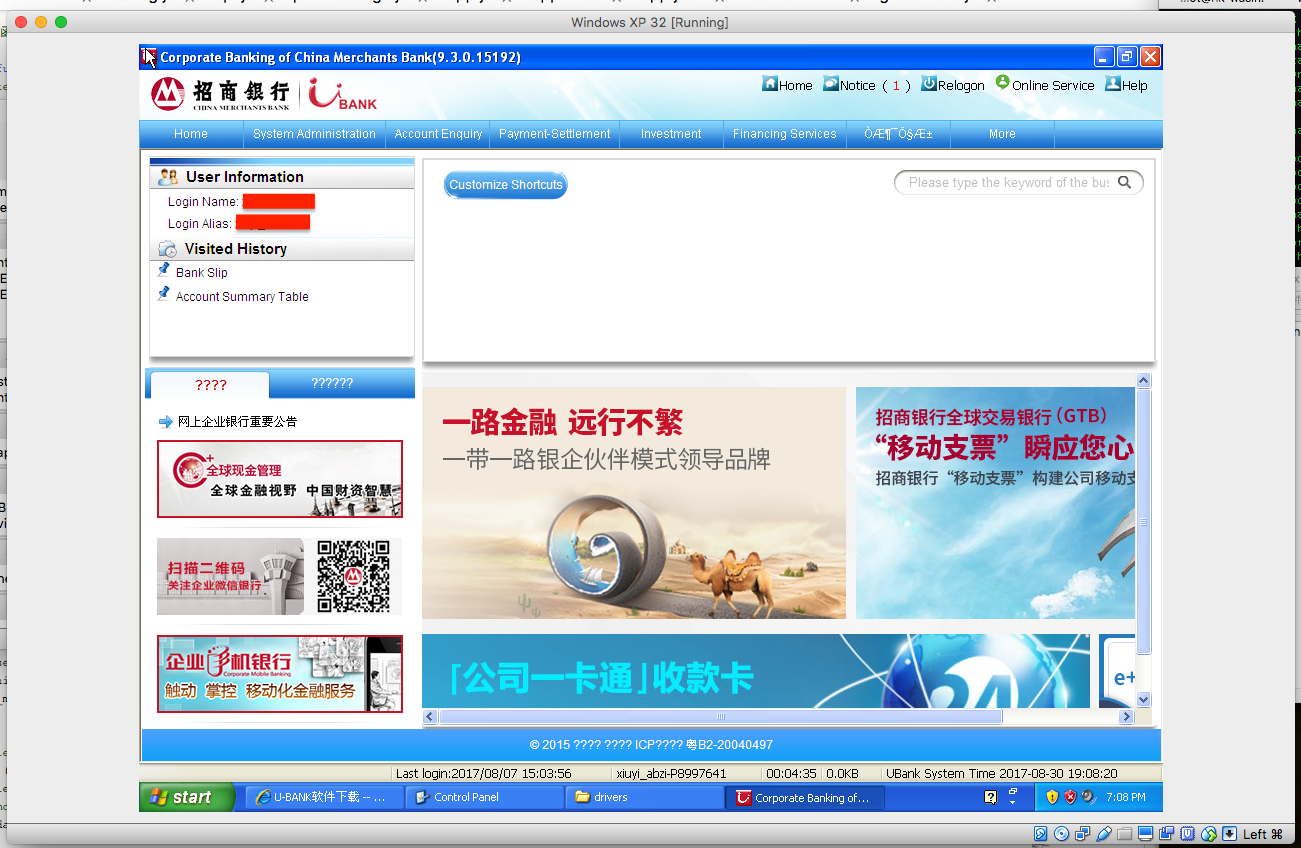 Windows XP 32 [Running]
Corporate Banking of China Merchants Bank(9.3.0.15192)
招商银行
CHINA MERCHANTS BANK
BANK
Home
Notice ( 1 )
Relogon
Online Service
Help
Home
System Administration
Account Enquiry
Payment-Settlement
Investment
Financing Services
ÒÆ¶¯Ö§Æ±
More
User Information
Login Name:
Login Alias:
Visited History
Bank Slip
Account Summary Table
Customize Shortcuts
Please type the keyword of the bus
????
??????
网上企业银行重要公告
全球现金管理
全球金融视野 中国财资智慧
扫描二维码
关注企业微信银行
企业手机银行
Corporate Mobile Banking
触动 掌控 移动化金融服务
一路金融 远行不繁
一带一路银企伙伴模式领导品牌
招商银行全球交易银行(GTB)
“移动支票”瞬应您心
招商银行“移动支票”构建公司移动支
「公司一卡通」收款卡
24
e+
© 2015 ???? ???? ICP???? 粤B2-20040497
Last login:2017/08/07 15:03:56
xiuyi_abzi-P8997641
00:04:35
0.0KB
UBank System Time 2017-08-30 19:08:20
start
U-BANK软件下载 -- ...
Control Panel
drivers
Corporate Banking of...
7:08 PM
Left ⌘